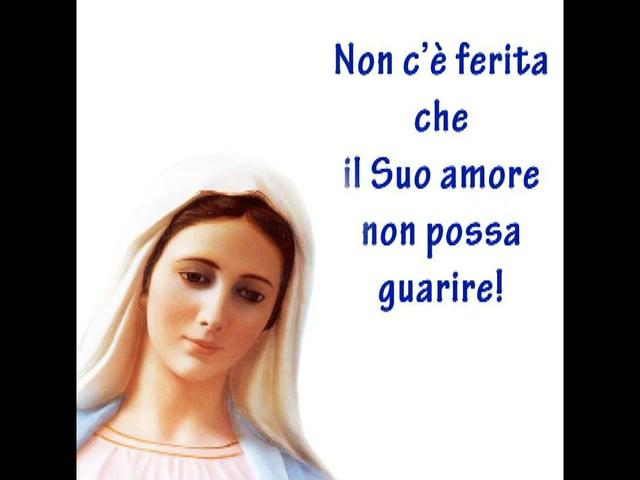 Non c'è ferita
che
il Suo amore
non possa
guarire!